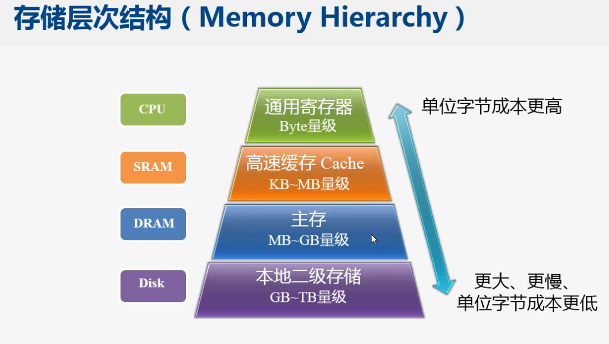 存储层次结构（Memory Hierarchy）
CPU
通用寄存器
Byte量级
单位字节成本更高
SRAM
高速缓存 Cache
KB~MB量级
DRAM
主存
MB~GB量级
Disk
本地二级存储
GB~TB量级
更大、更慢、
单位字节成本更低